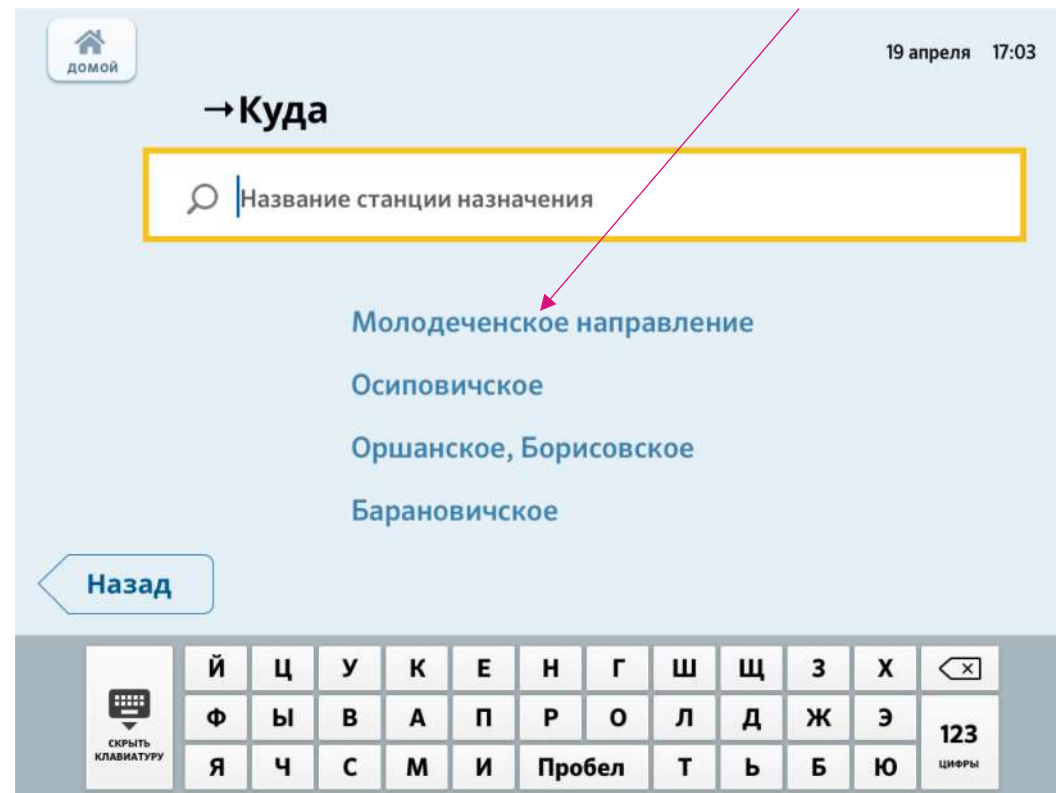 домой
19 апреля 17:03
→Куда
Название станции назначения
Молодеченское направление
Осиповичское
Оршанское, Борисовское
Барановичское
Назад
Й Ц У К Е Н Г Ш Щ З Х
Ф Ы В А П Р О Л Д Ж Э
СКРЫТЬ
КЛАВИАТУРУ
123
ЦИФРЫ
Я Ч С М И Пробел Т Ь Б Ю